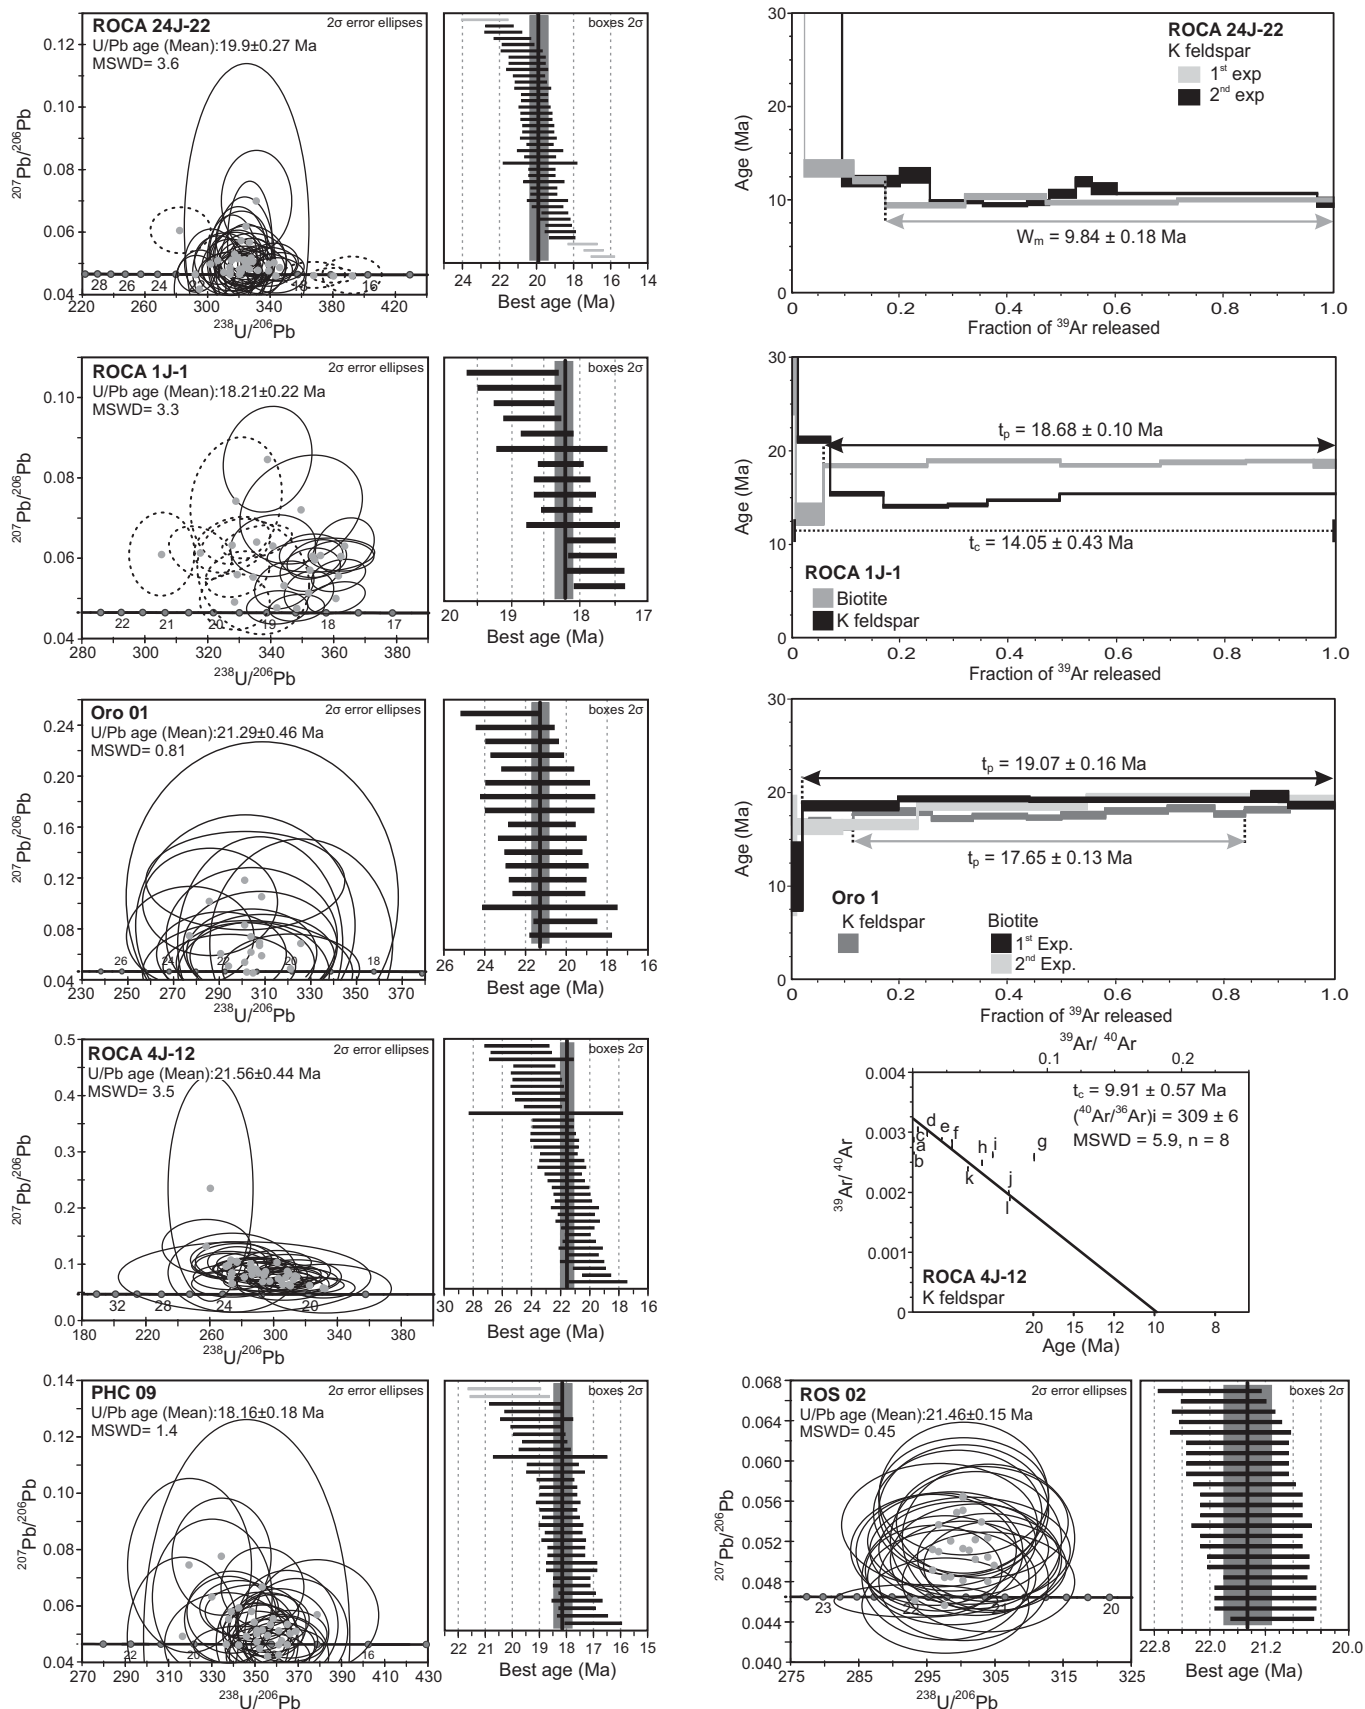 ROCA 24J-22
2σ error ellipses
U/Pb age (Mean):19.9±0.27 Ma
MSWD= 3.6
0.12
0.10
0.08
0.06
0.04
207Pb/206Pb
28 26 24 18 16
220 260 300 340 380 420
238U/206Pb
boxes 2σ
24 22 20 18 16 14
Best age (Ma)
ROCA 24J-22
K feldspar
1st exp
2nd exp
30
20
10
0
Age (Ma)
Wm = 9.84 ± 0.18 Ma
0 0.2 0.4 0.6 0.8 1.0
Fraction of 39Ar released
ROCA 1J-1
2σ error ellipses
U/Pb age (Mean):18.21±0.22 Ma
MSWD= 3.3
0.10
0.08
0.06
0.04
207Pb/206Pb
22 21 20 19 18 17
280 300 320 340 360 380
238U/206Pb
boxes 2σ
20 19 18 17
Best age (Ma)
30
20
10
0
Age (Ma)
tp = 18.68 ± 0.10 Ma
tc = 14.05 ± 0.43 Ma
ROCA 1J-1
Biotite
K feldspar
0 0.2 0.4 0.6 0.8 1.0
Fraction of 39Ar released
Oro 01
2σ error ellipses
U/Pb age (Mean):21.29±0.46 Ma
MSWD= 0.81
0.24
0.20
0.16
0.12
0.08
0.04
207Pb/206Pb
26 24 22 20 18
230 250 270 290 310 330 350 370
238U/206Pb
boxes 2σ
26 24 22 20 18 16
Best age (Ma)
30
20
10
0
Age (Ma)
tp = 19.07 ± 0.16 Ma
tp = 17.65 ± 0.13 Ma
Oro 1
K feldspar
Biotite
1st Exp.
2nd Exp.
0 0.2 0.4 0.6 0.8 1.0
Fraction of 39Ar released
ROCA 4J-12
2σ error ellipses
U/Pb age (Mean):21.56±0.44 Ma
MSWD= 3.5
0.5
0.4
0.3
0.2
0.1
0.0
207Pb/206Pb
32 28 24 20
180 220 260 300 340 380
238U/206Pb
boxes 2σ
30 28 26 24 22 20 18 16
Best age (Ma)
39Ar/ 40Ar
0.1 0.2
0.004
0.003
0.002
0.001
0
39Ar/ 40Ar
tc = 9.91 ± 0.57 Ma
(40Ar/36Ar)i = 309 ± 6
MSWD = 5.9, n = 8
d
c e f
a h i g
b
k j
l
ROCA 4J-12
K feldspar
20 15 12 10 8
Age (Ma)
PHC 09
2σ error ellipses
U/Pb age (Mean):18.16±0.18 Ma
MSWD= 1.4
0.14
0.12
0.10
0.08
0.06
0.04
207Pb/206Pb
22 20 16
270 290 310 330 350 370 390 410 430
238U/206Pb
boxes 2σ
22 21 20 19 18 17 16 15
Best age (Ma)
ROS 02
2σ error ellipses
U/Pb age (Mean):21.46±0.15 Ma
MSWD= 0.45
0.068
0.064
0.060
0.056
0.052
0.048
0.044
0.040
207Pb/206Pb
23 22 21 20
275 285 295 305 315 325
238U/206Pb
boxes 2σ
22.8 22.0 21.2 20.0
Best age (Ma)